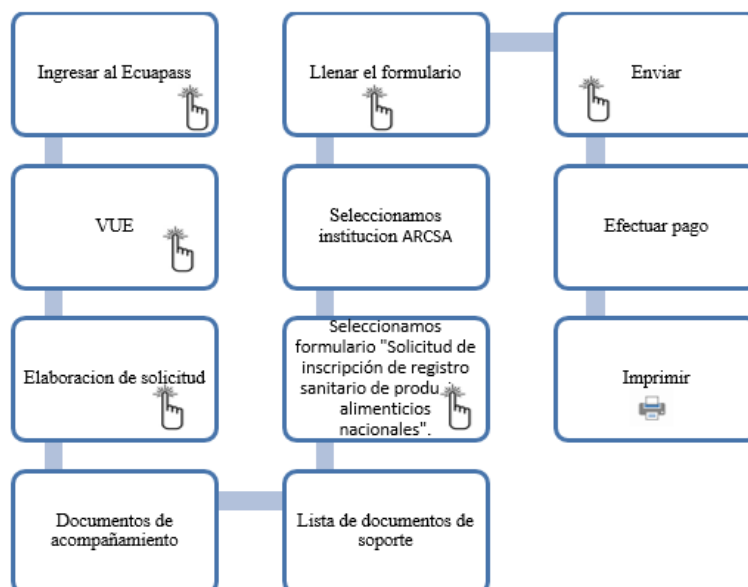 Ingresar al Ecuapass
VUE
Elaboracion de solicitud
Documentos de
acompañamiento
Lista de documentos de
soporte
Seleccionamos
formulario "Solicitud de
inscripción de registro
sanitario de
alimenticios
nacionales".
Seleccionamos
institucion ARCSA
Llenar el formulario
Enviar
Efectuar pago
Imprimir